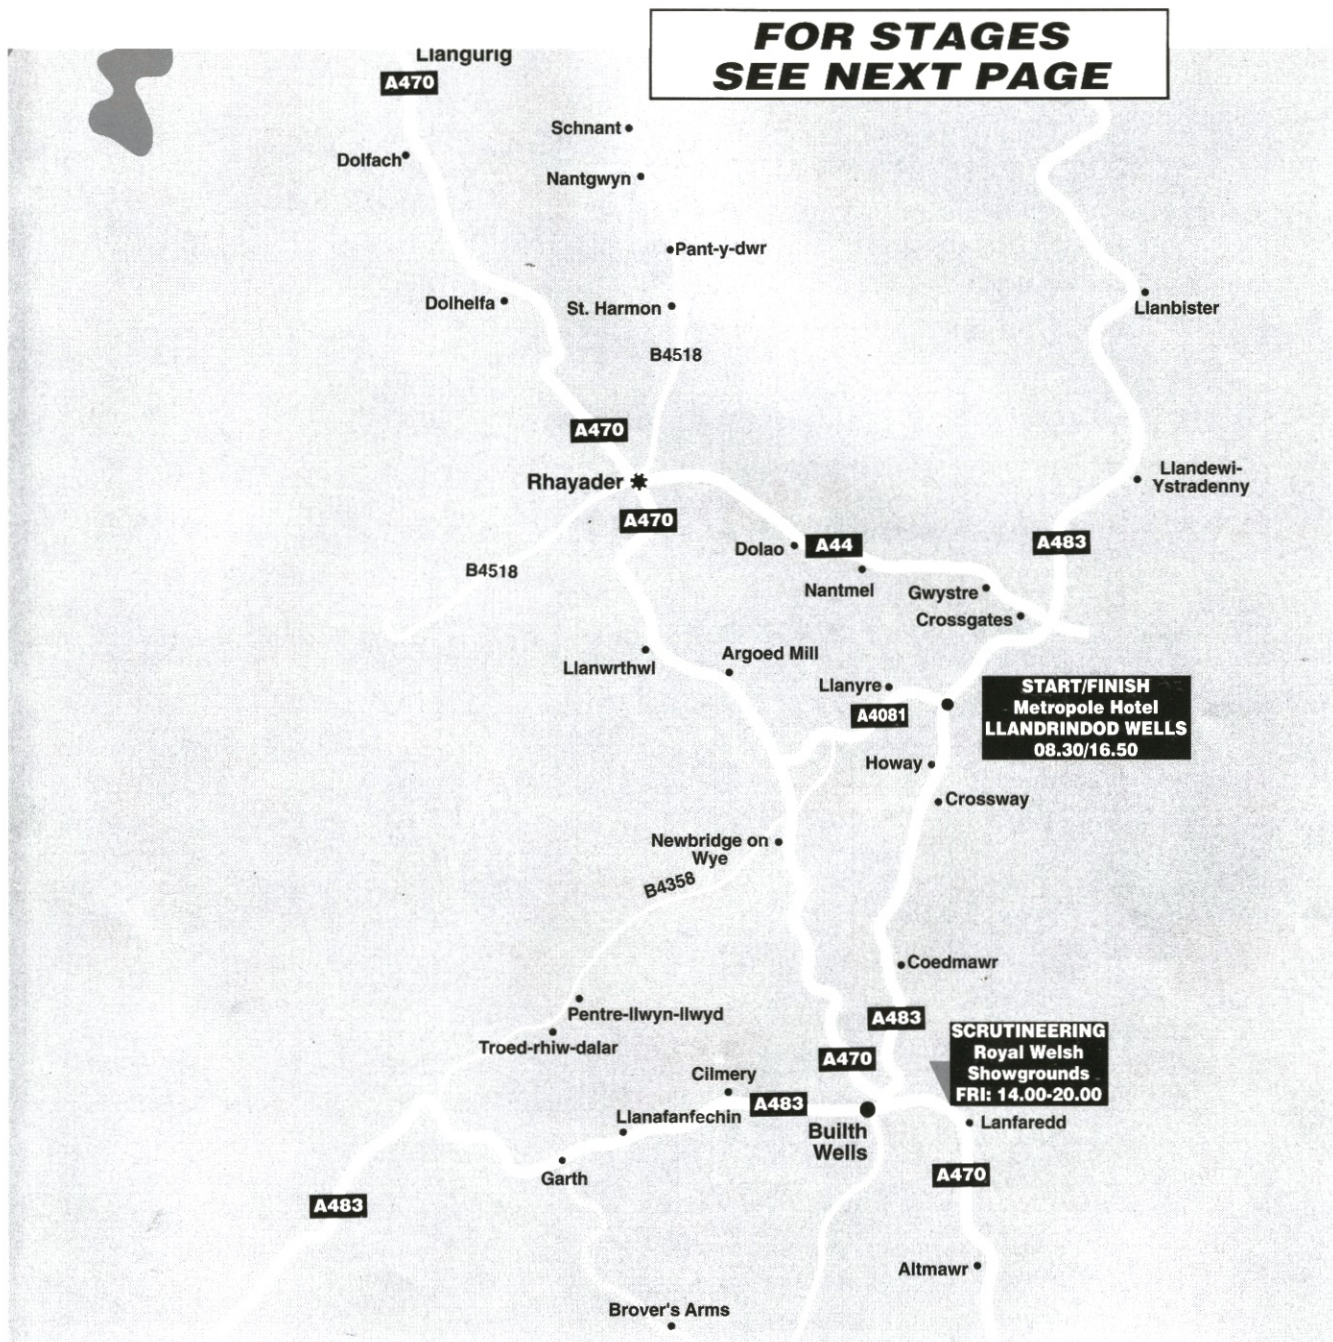 FOR STAGES
SEE NEXT PAGE
Llangurig
A470
Schnant
Dolfach
Nantgwyn
Pant-y-dwr
Dolhelfa
St. Harmon
Llanbister
B4518
A470
Rhayader
Llandewi-
Ystradenny
A470
A483
Dolao
A44
B4518
Nantmel
Gwystre
Crossgates
Argoed Mill
Llanwrthwl
Llanyre
A4081
START/FINISH
Metropole Hotel
LLANDRINDOD WELLS
08.30/16.50
Howay
Crossway
Newbridge on
Wye
B4358
Coedmawr
Pentre-llwyn-llwyd
A483
Troed-rhiw-dalar
A470
SCRUTINEERING
Royal Welsh
Showgrounds
FRI: 14.00-20.00
Cilmery
A483
Llanafanfechin
Builth
Wells
Lanfaredd
Garth
A470
A483
Altmawr
Brover's Arms